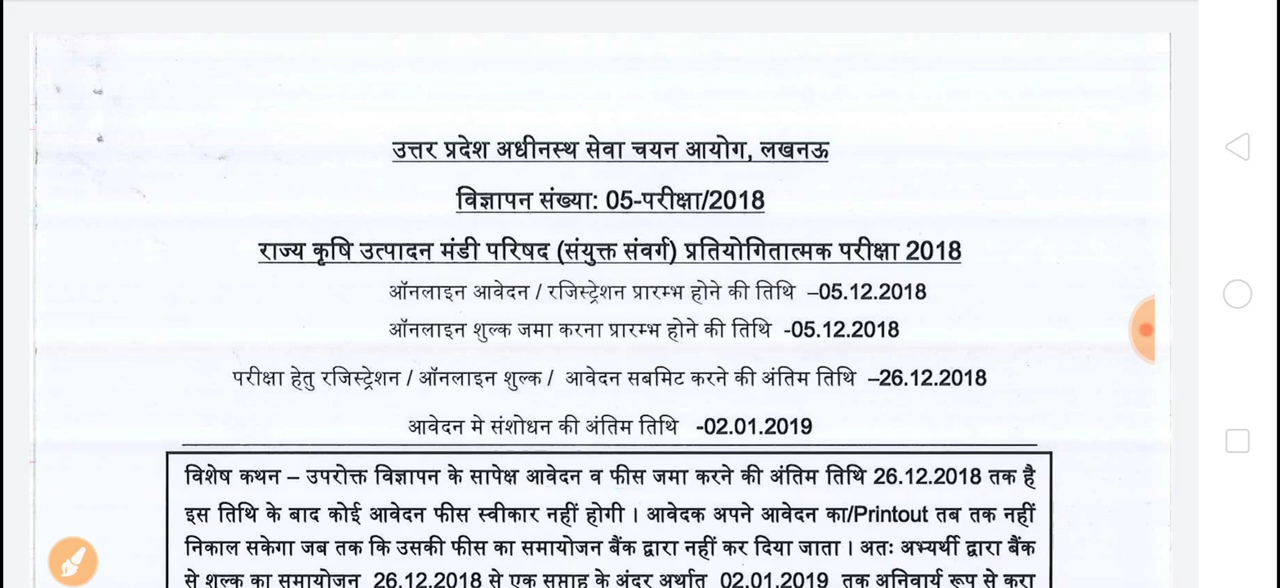 उत्तर प्रदेश अधीनस्थ सेवा चयन आयोग, लखनऊ
विज्ञापन संख्या: 05-परीक्षा/2018
राज्य कृषि उत्पादन मंडी परिषद (संयुक्त संवर्ग) प्रतियोगितात्मक परीक्षा 2018
ऑनलाइन आवेदन / रजिस्ट्रेशन प्रारम्भ होने की तिथि –05.12.2018
ऑनलाइन शुल्क जमा करना प्रारम्भ होने की तिथि -05.12.2018
परीक्षा हेतु रजिस्ट्रेशन / ऑनलाइन शुल्क / आवेदन सबमिट करने की अंतिम तिथि –26.12.2018
आवेदन मे संशोधन की अंतिम तिथि -02.01.2019
विशेष कथन – उपरोक्त विज्ञापन के सापेक्ष आवेदन व फीस जमा करने की अंतिम तिथि 26.12.2018 तक है
इस तिथि के बाद कोई आवेदन फीस स्वीकार नहीं होगी । आवेदक अपने आवेदन का/Printout तब तक नहीं
निकाल सकेगा जब तक कि उसकी फीस का समायोजन बैंक द्वारा नहीं कर दिया जाता । अतः अभ्यर्थी द्वारा बैंक
से शुल्क का समायोजन 26.12.2018 से एक सप्ताह के अंदर अर्थात 02.01.2019 तक अनिवार्य रूप से करा